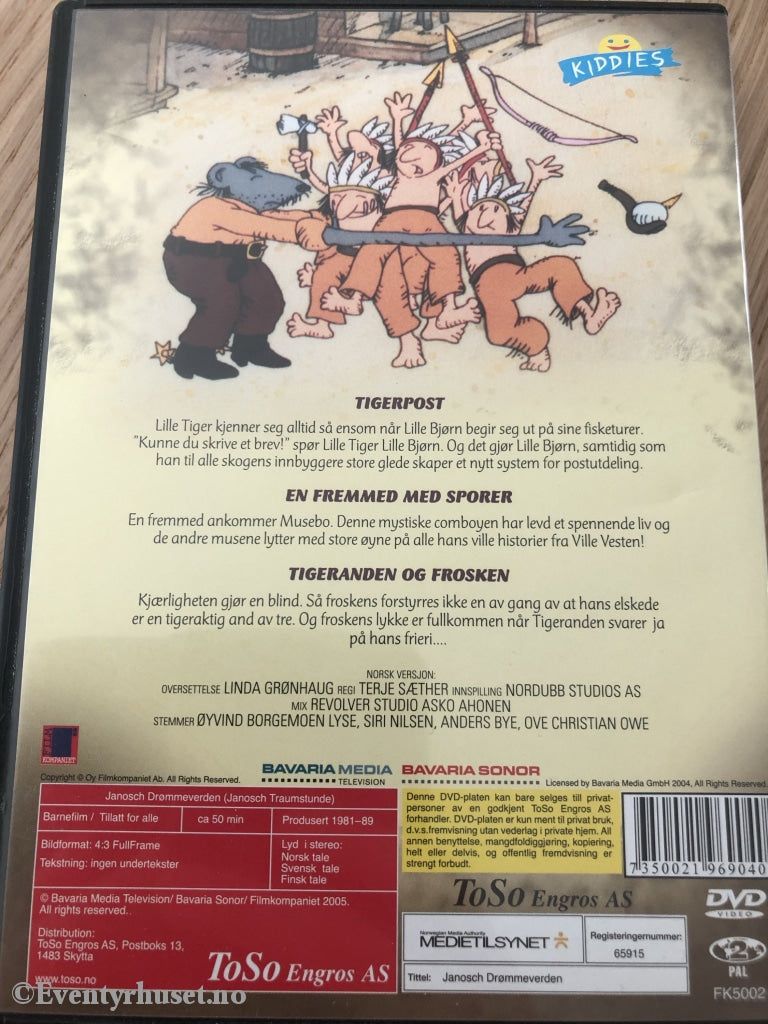 KIDDIES
TIGERPOST
Lille Tiger kjenner seg alltid så ensom når Lille Bjørn begir seg ut på sine fisketurer.
"Kunne du skrive et brev!" spør Lille Tiger Lille Bjørn. Og det gjør Lille Bjørn, samtidig som
han til alle skogens innbyggere store glede skaper et nytt system for postutdeling.
EN FREMMED MED SPORER
En fremmed ankommer Musebo. Denne mystiske comboyen har levd et spennende liv og
de andre musene lytter med store øyne på alle hans ville historier fra Ville Vesten!
TIGERANDEN OG FROSKEN
Kjærligheten gjør en blind. Så froskens forstyrres ikke en av gang av at hans elskede
er en tigeraktig and av tre. Og froskens lykke er fullkommen når Tigeranden svarer ja
på hans frieri....
NORSK VERSJON:
OVERSETTELSE LINDA GRØNHAUG REGI TERJE SÆTHER INNSPILLING NORDUBB STUDIOS AS
MIX REVOLVER STUDIO ASKO AHONEN
STEMMER ØYVIND BORGEMOEN LYSE, SIRI NILSEN, ANDERS BYE, OVE CHRISTIAN OWE
KOMPANIET
BAVARIA MEDIA BAVARIA SONOR
TELEVISION
Copyright © Oy Filmkompaniet Ab. All Rights Reserved.
Licensed by Bavaria Media GmbH 2004, All Rights Reserved.
Janosch Drømmeverden (Janosch Traumstunde)
Barnefilm / Tillatt for alle
ca 50 min
Produsert 1981-89
Bildformat: 4:3 FullFrame
Tekstning: ingen undertekster
Lyd i stereo:
Norsk tale
Svensk tale
Finsk tale
© Bavaria Media Television/ Bavaria Sonor/ Filmkompaniet 2005.
All rights reserved..
Distribution:
ToSo Engros AS, Postboks 13,
1483 Skytta
www.toso.no
ToSo Engros AS
Denne DVD-platen kan bare selges till privat-
personer av en godkjent ToSo Engros AS
forhandler. DVD-platen er kun ment til privat bruk,
d.v.s.fremvisning utan vederlag i private hjem. All
annen benyttelse, mangdfoldiggjøring, kopiering,
helt eller delvis, og offentlig fremdvisning er
strengt forbudt.
7 350021 969040
ToSo Engros AS
DVD
VIDEO
Norwegian Media Authority
MEDIETILSYNET
Registeringernummer:
65915
Tittel: Janosch Drømmeverden
2
PAL
FK5002
©Eventyrhuset.no